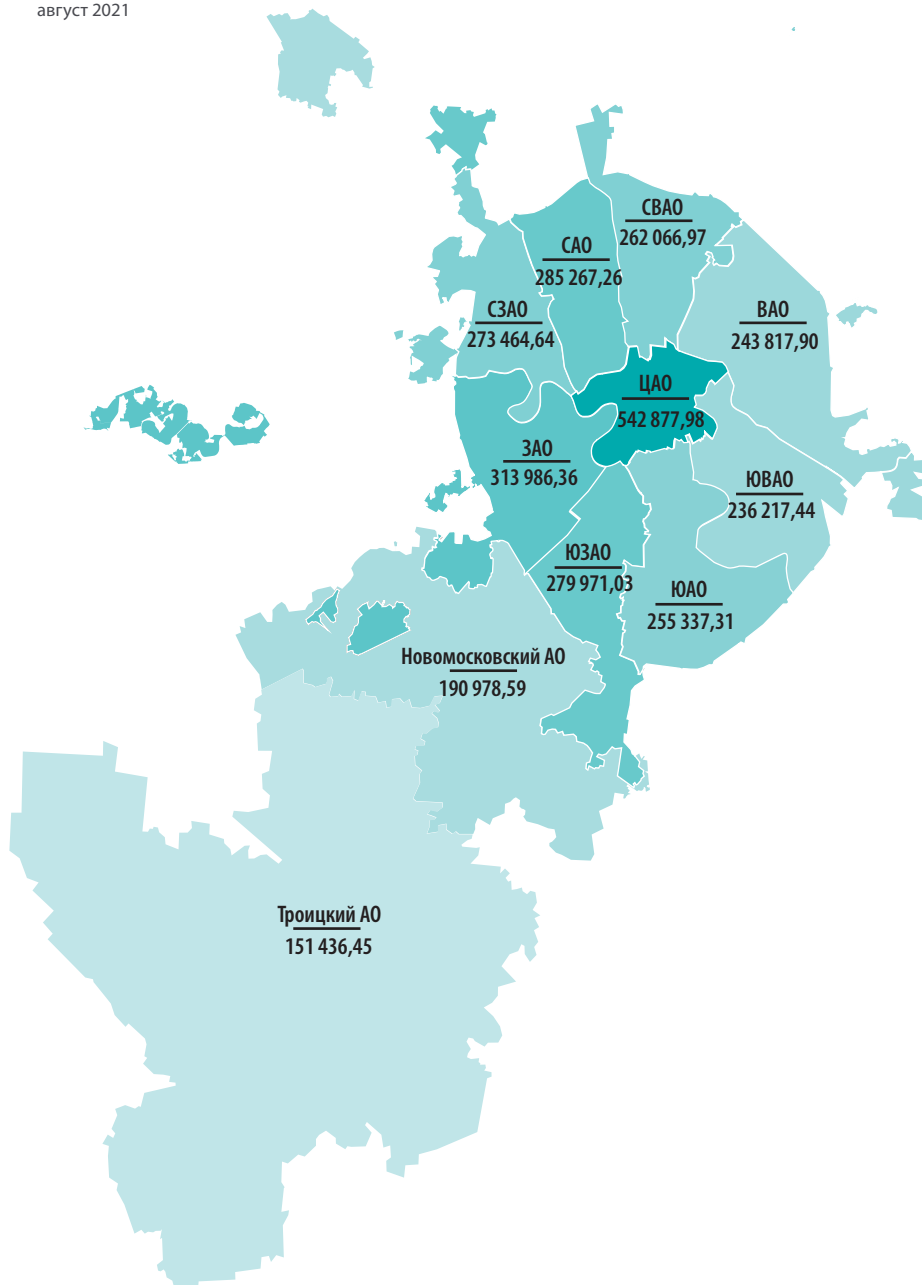 август 2021
СВАО
262 066,97
САО
285 267,26
СЗАО
273 464,64
ВАО
243 817,90
ЦАО
542 877,98
ЗАО
313 986,36
ЮВАО
236 217,44
ЮЗАО
279 971,03
ЮАО
255 337,31
Новомосковский АО
190 978,59
Троицкий АО
151 436,45